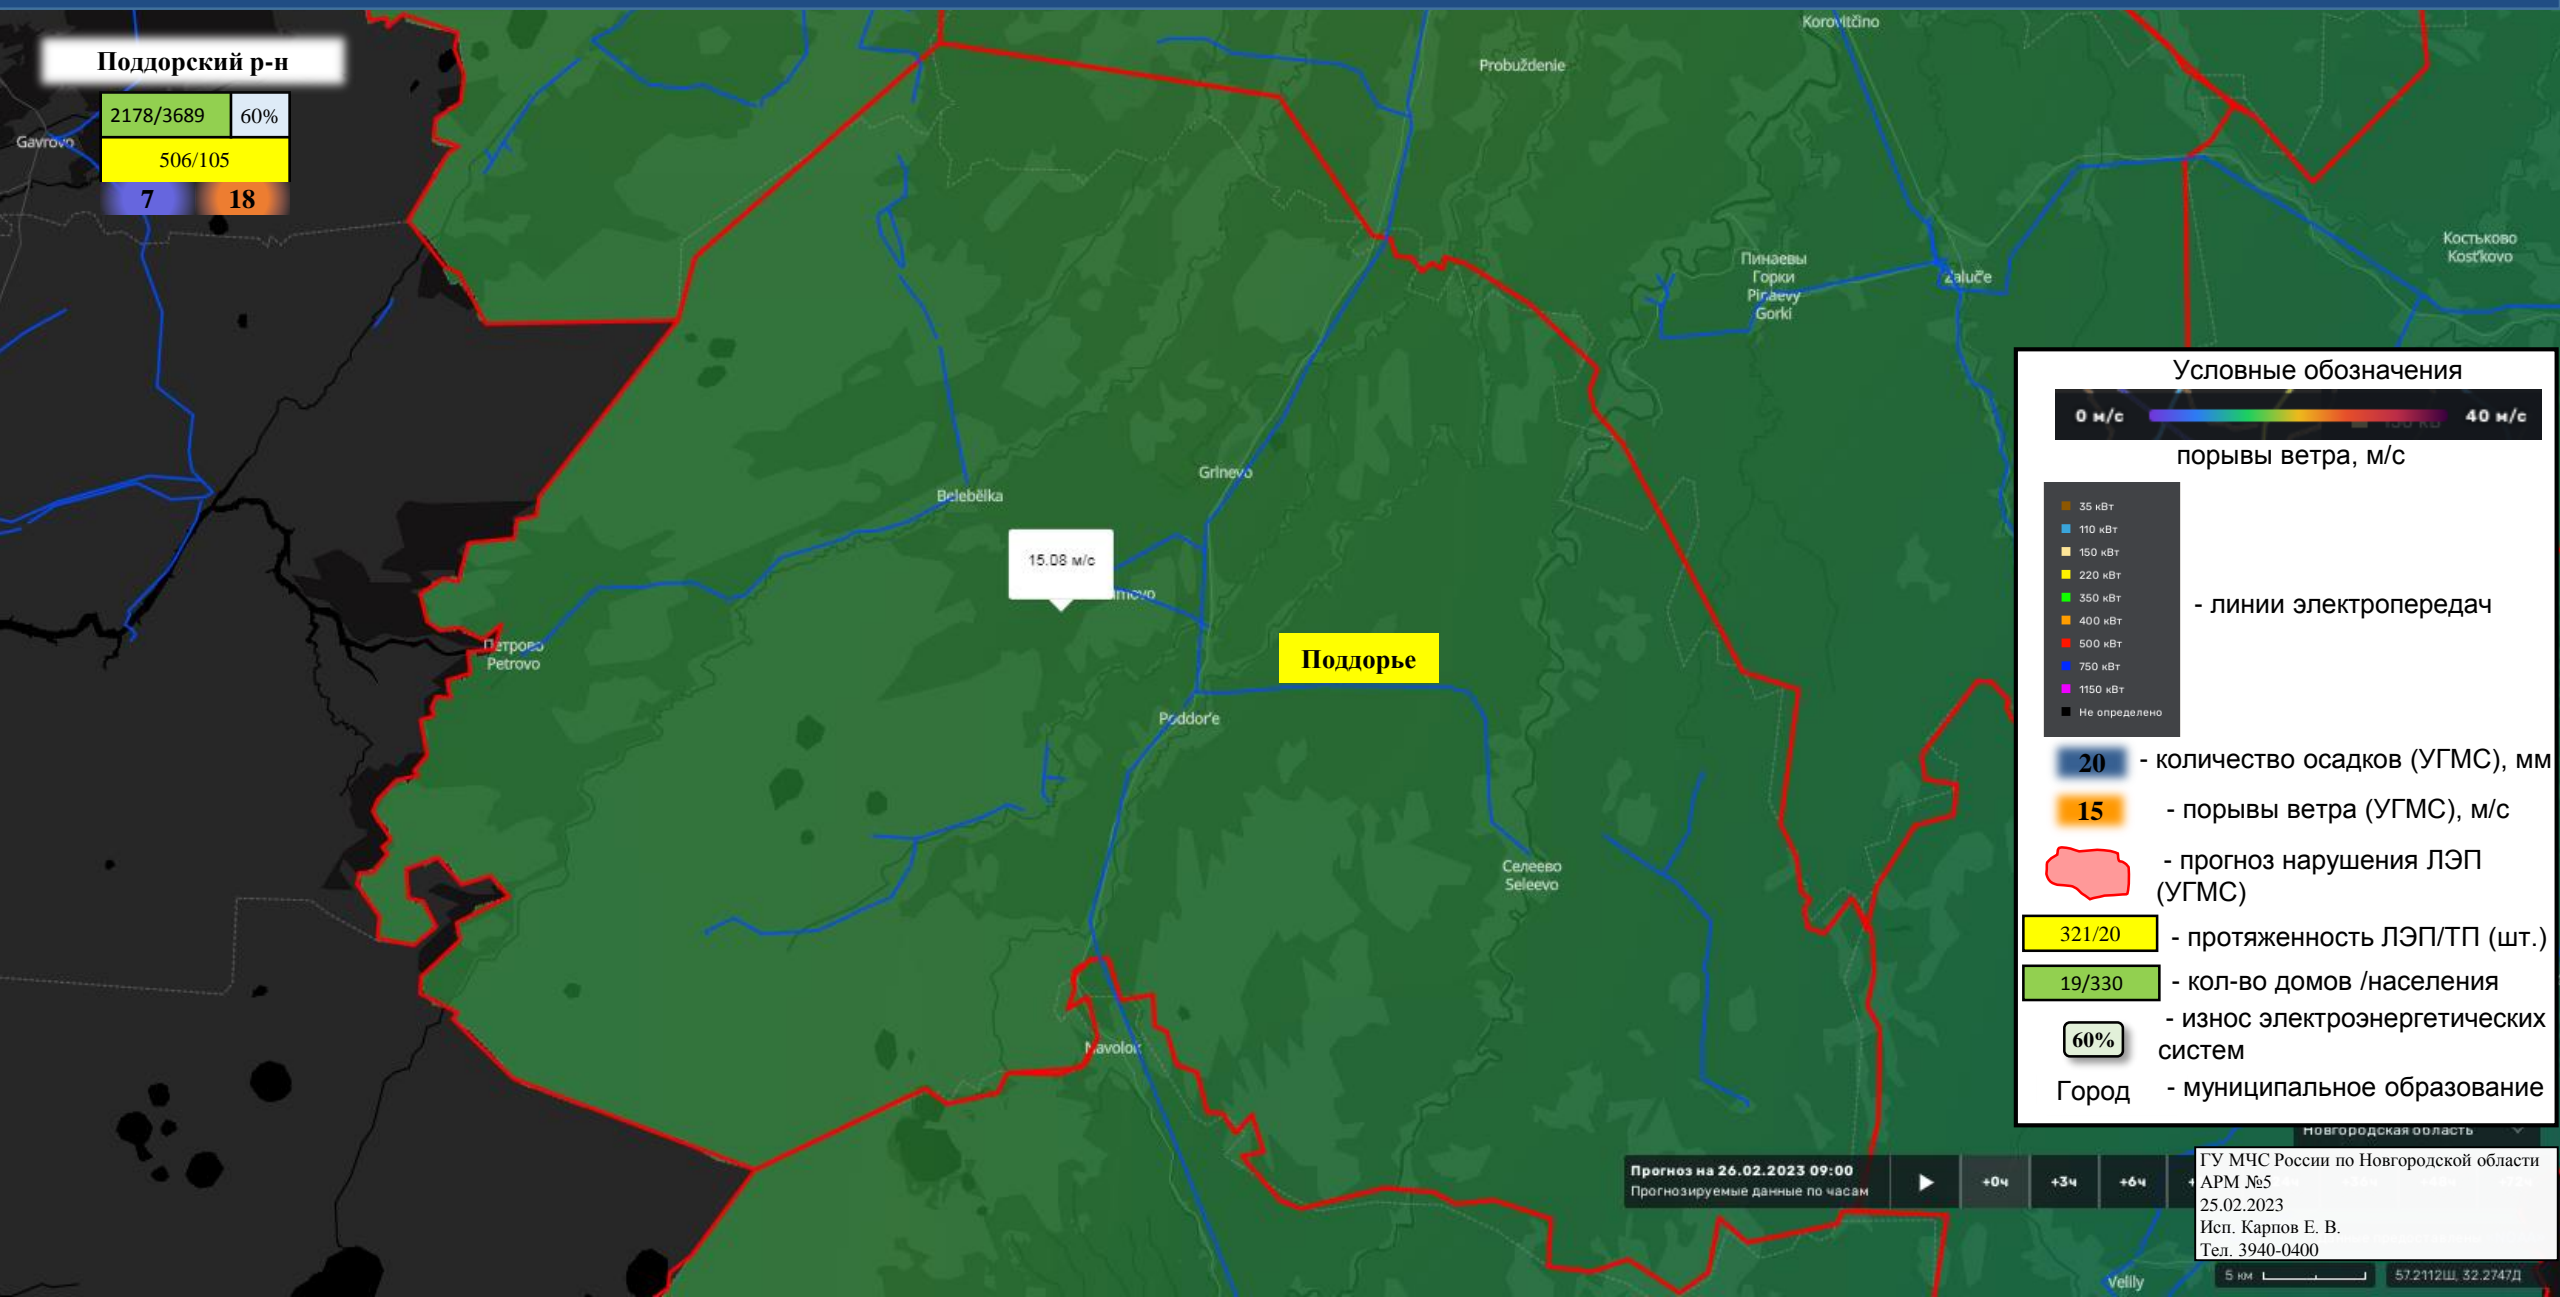 Поддорский р-н
2178/3689 60%
506/105
7 18
Gavrovo
Korovitčino
Probuždenie
Костьково
Kosťkovo
Пинаевы
Горки
Pinaevy
Gorki
Zaluč'e
Grinevo
Belebëlka
15.08 м/с
Петрово
Petrovo
Поддорье
Poddor'e
Селеево
Seleevo
Navolok
Velily
Условные обозначения
0 м/с 40 м/с
порывы ветра, м/с
35 кВт
110 кВт
150 кВт
220 кВт
350 кВт
400 кВт
500 кВт
750 кВт
1150 кВт
Не определено
- линии электропередач
20 - количество осадков (УГМС), мм
15 - порывы ветра (УГМС), м/с
- прогноз нарушения ЛЭП
(УГМС)
321/20 - протяженность ЛЭП/ТП (шт.)
19/330 - кол-во домов /населения
60% - износ электроэнергетических
систем
Город - муниципальное образование
Новгородская область
Прогноз на 26.02.2023 09:00
Прогнозируемые данные по часам
+0ч +3ч +6ч
ГУ МЧС России по Новгородской области
АРМ №5
25.02.2023
Исп. Карпов Е. В.
Тел. 3940-0400
5 км
57.2112Ш, 32.2747Д